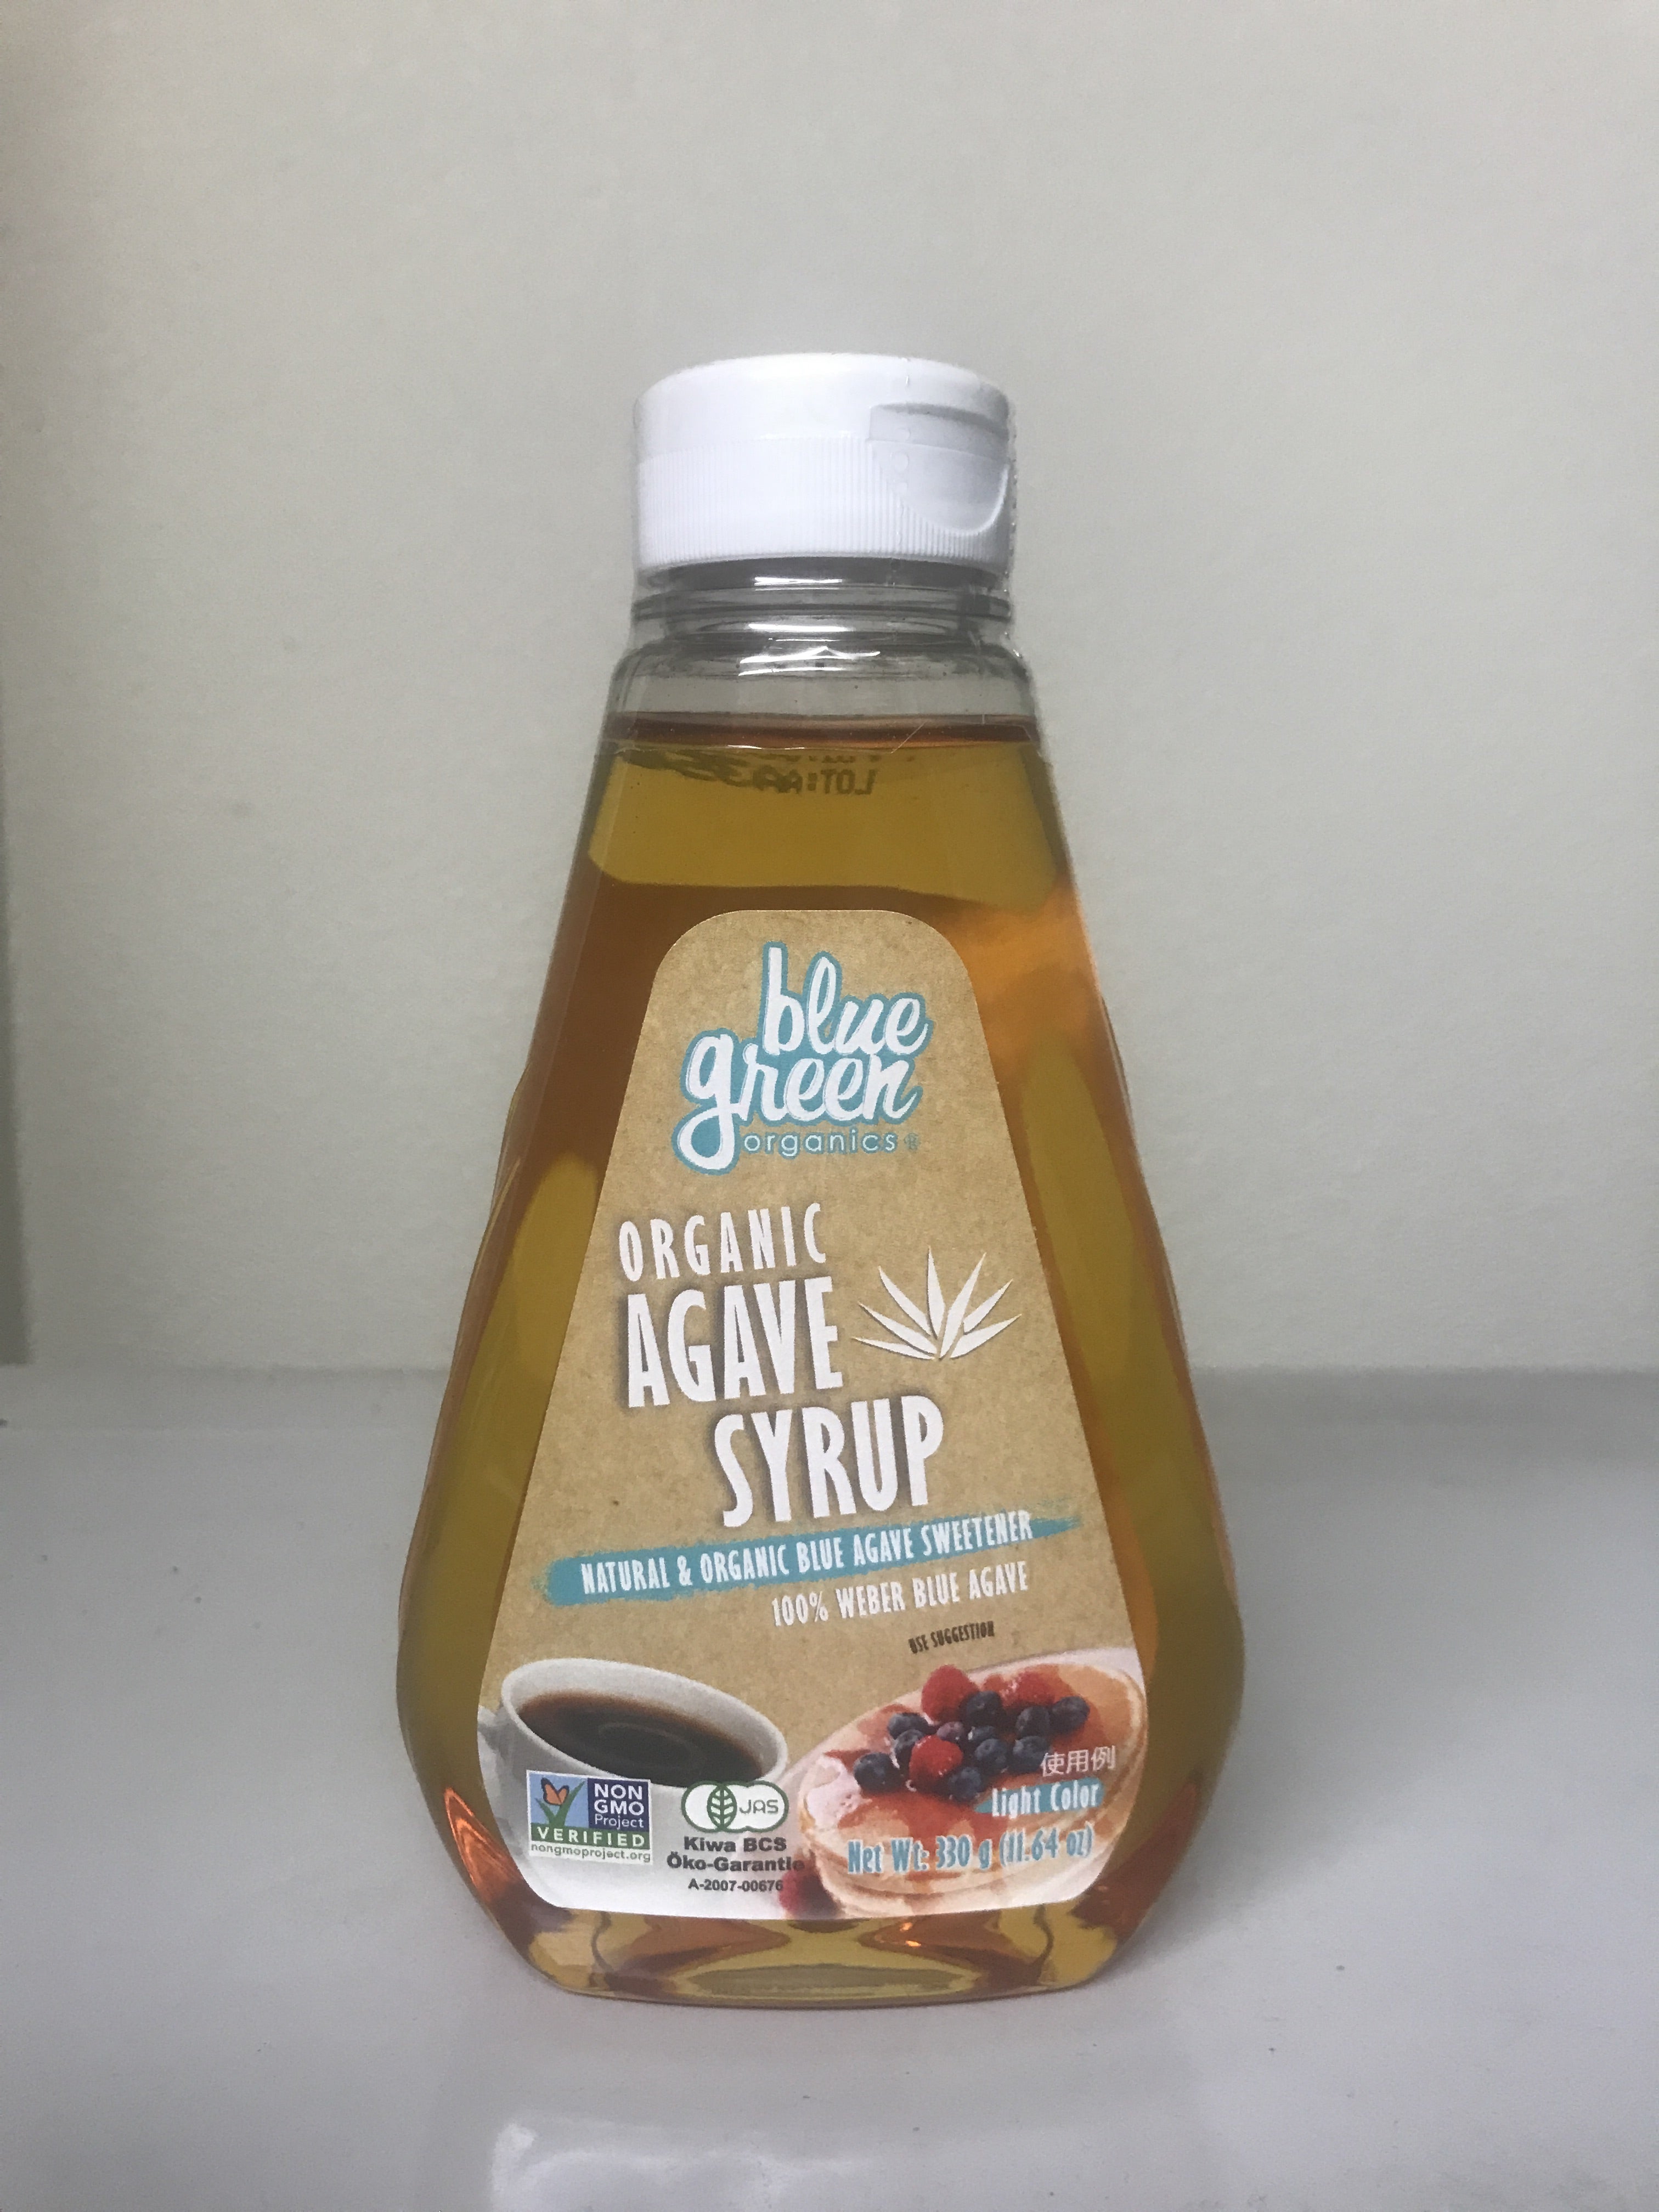 LOT:AA
blue
green
organics®
ORGANIC
AGAVE
SYRUP
NATURAL & ORGANIC BLUE AGAVE SWEETENER
100% WEBER BLUE AGAVE
USE SUGGESTION
使用例
Light Color
Net Wt: 330 g (11.64 oz)
NON
GMO
Project
VERIFIED
nongmoproject.org
JAS
Kiwa BCS
Öko-Garantie
A-2007-00676